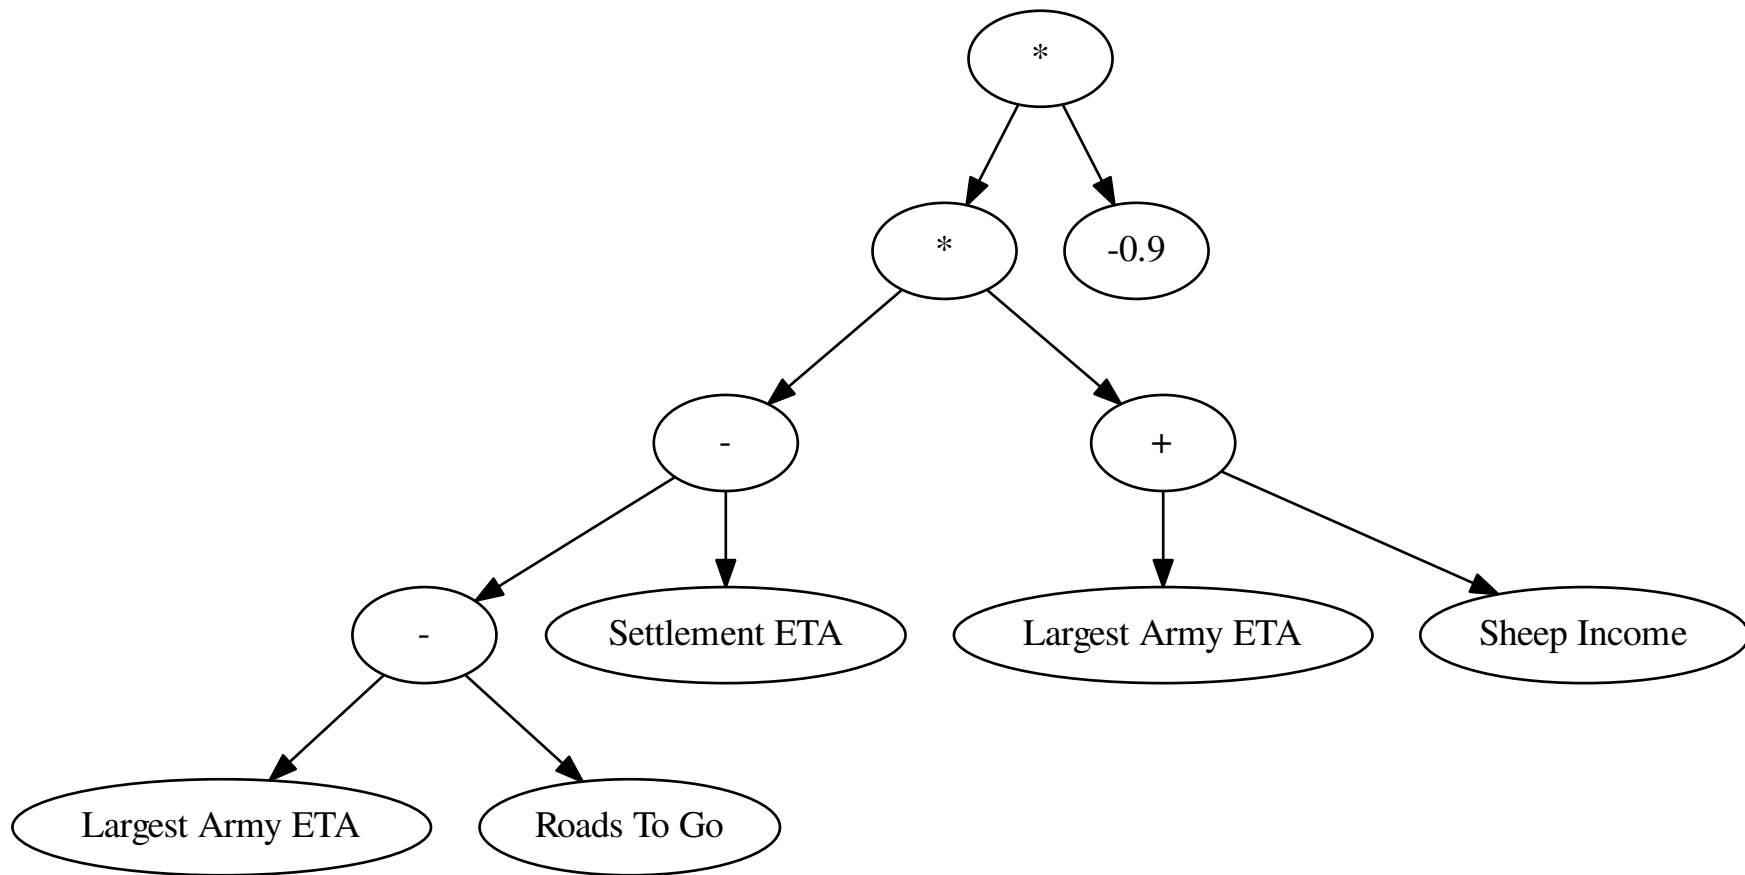 *
*
-0.9
-
+
-
Settlement ETA
Largest Army ETA
Sheep Income
Largest Army ETA
Roads To Go